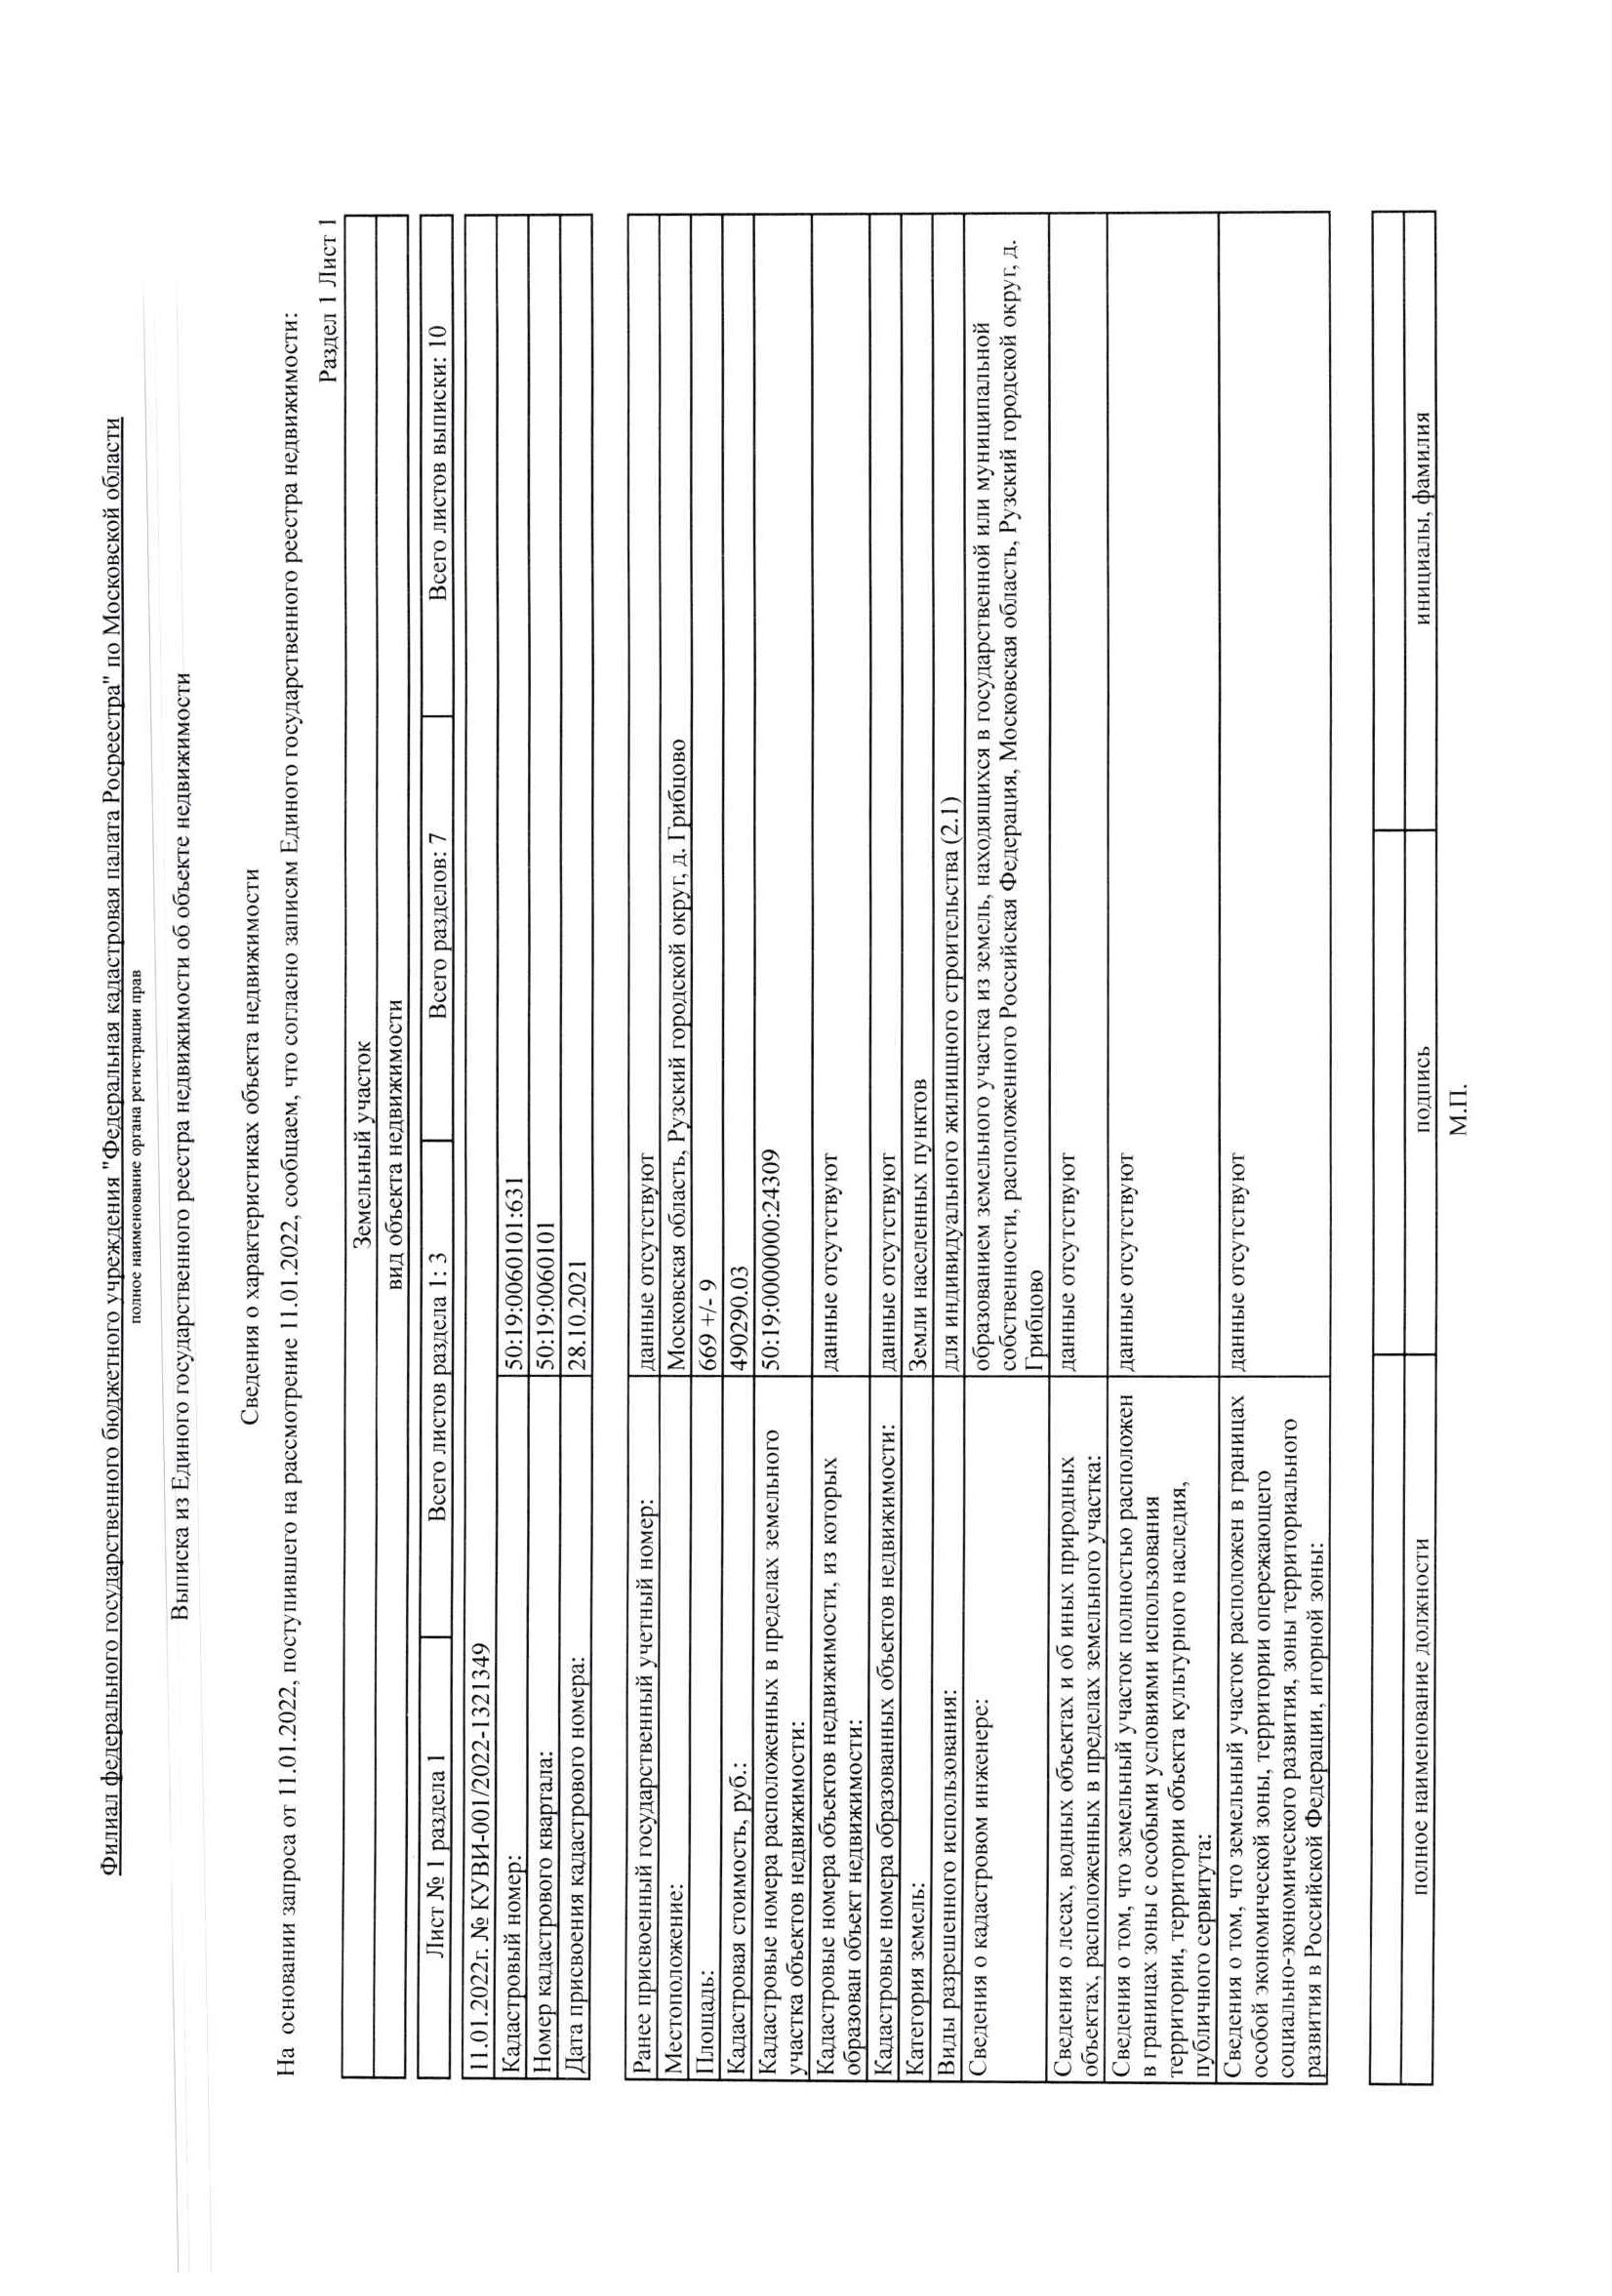 Филиал федерального государственного бюджетного учреждения "Федеральная кадастровая палата Росреестра" по Московской области
полное наименование органа регистрации прав
Выписка из Единого государственного реестра недвижимости об объекте недвижимости
Сведения о характеристиках объекта недвижимости
На основании запроса от 11.01.2022, поступившего на рассмотрение 11.01.2022, сообщаем, что согласно записям Единого государственного реестра недвижимости:
Раздел 1 Лист 1
Земельный участок
вид объекта недвижимости
Лист № 1 раздела 1 Всего листов раздела 1: 3 Всего разделов: 7 Всего листов выписки: 10
11.01.2022г. № КУВИ-001/2022-1321349
Кадастровый номер: 50:19:0060101:631
Номер кадастрового квартала: 50:19:0060101
Дата присвоения кадастрового номера: 28.10.2021
Ранее присвоенный государственный учетный номер: данные отсутствуют
Местоположение: Московская область, Рузский городской округ, д. Грибцово
Площадь: 669 +/- 9
Кадастровая стоимость, руб.: 490290.03
Кадастровые номера расположенных в пределах земельного 50:19:0000000:24309
участка объектов недвижимости:
Кадастровые номера объектов недвижимости, из которых данные отсутствуют
образован объект недвижимости:
Кадастровые номера образованных объектов недвижимости: данные отсутствуют
Категория земель: Земли населенных пунктов
Виды разрешенного использования: для индивидуального жилищного строительства (2.1)
Сведения о кадастровом инженере: образованием земельного участка из земель, находящихся в государственной или муниципальной
собственности, расположенного Российская Федерация, Московская область, Рузский городской округ, д.
Грибцово
Сведения о лесах, водных объектах и об иных природных данные отсутствуют
объектах, расположенных в пределах земельного участка:
Сведения о том, что земельный участок полностью расположен данные отсутствуют
в границах зоны с особыми условиями использования
территории, территории объекта культурного наследия,
публичного сервитута:
Сведения о том, что земельный участок расположен в границах данные отсутствуют
особой экономической зоны, территории опережающего
социально-экономического развития, зоны территориального
развития в Российской Федерации, игорной зоны:
полное наименование должности подпись инициалы, фамилия
М.П.